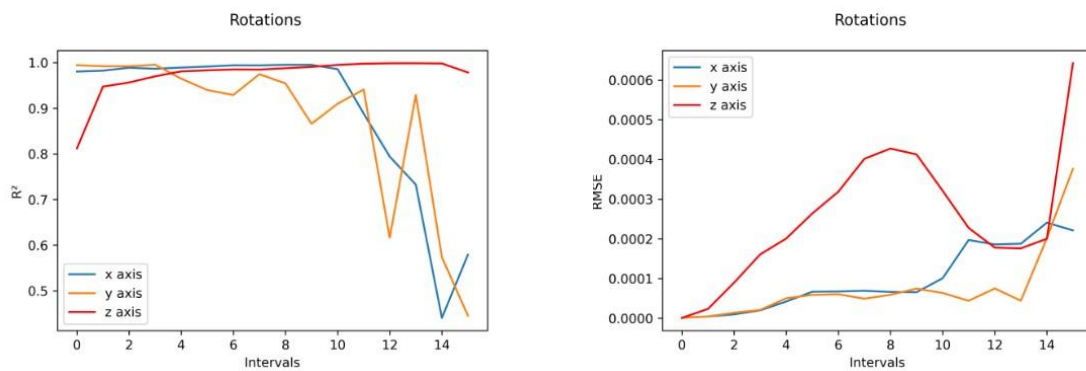 Rotations
1.0
0.9
0.8
0.7
0.6
0.5
R²
x axis
y axis
z axis
0 2 4 6 8 10 12 14
Intervals
Rotations
0.0006
0.0005
0.0004
0.0003
0.0002
0.0001
0.0000
RMSE
x axis
y axis
z axis
0 2 4 6 8 10 12 14
Intervals